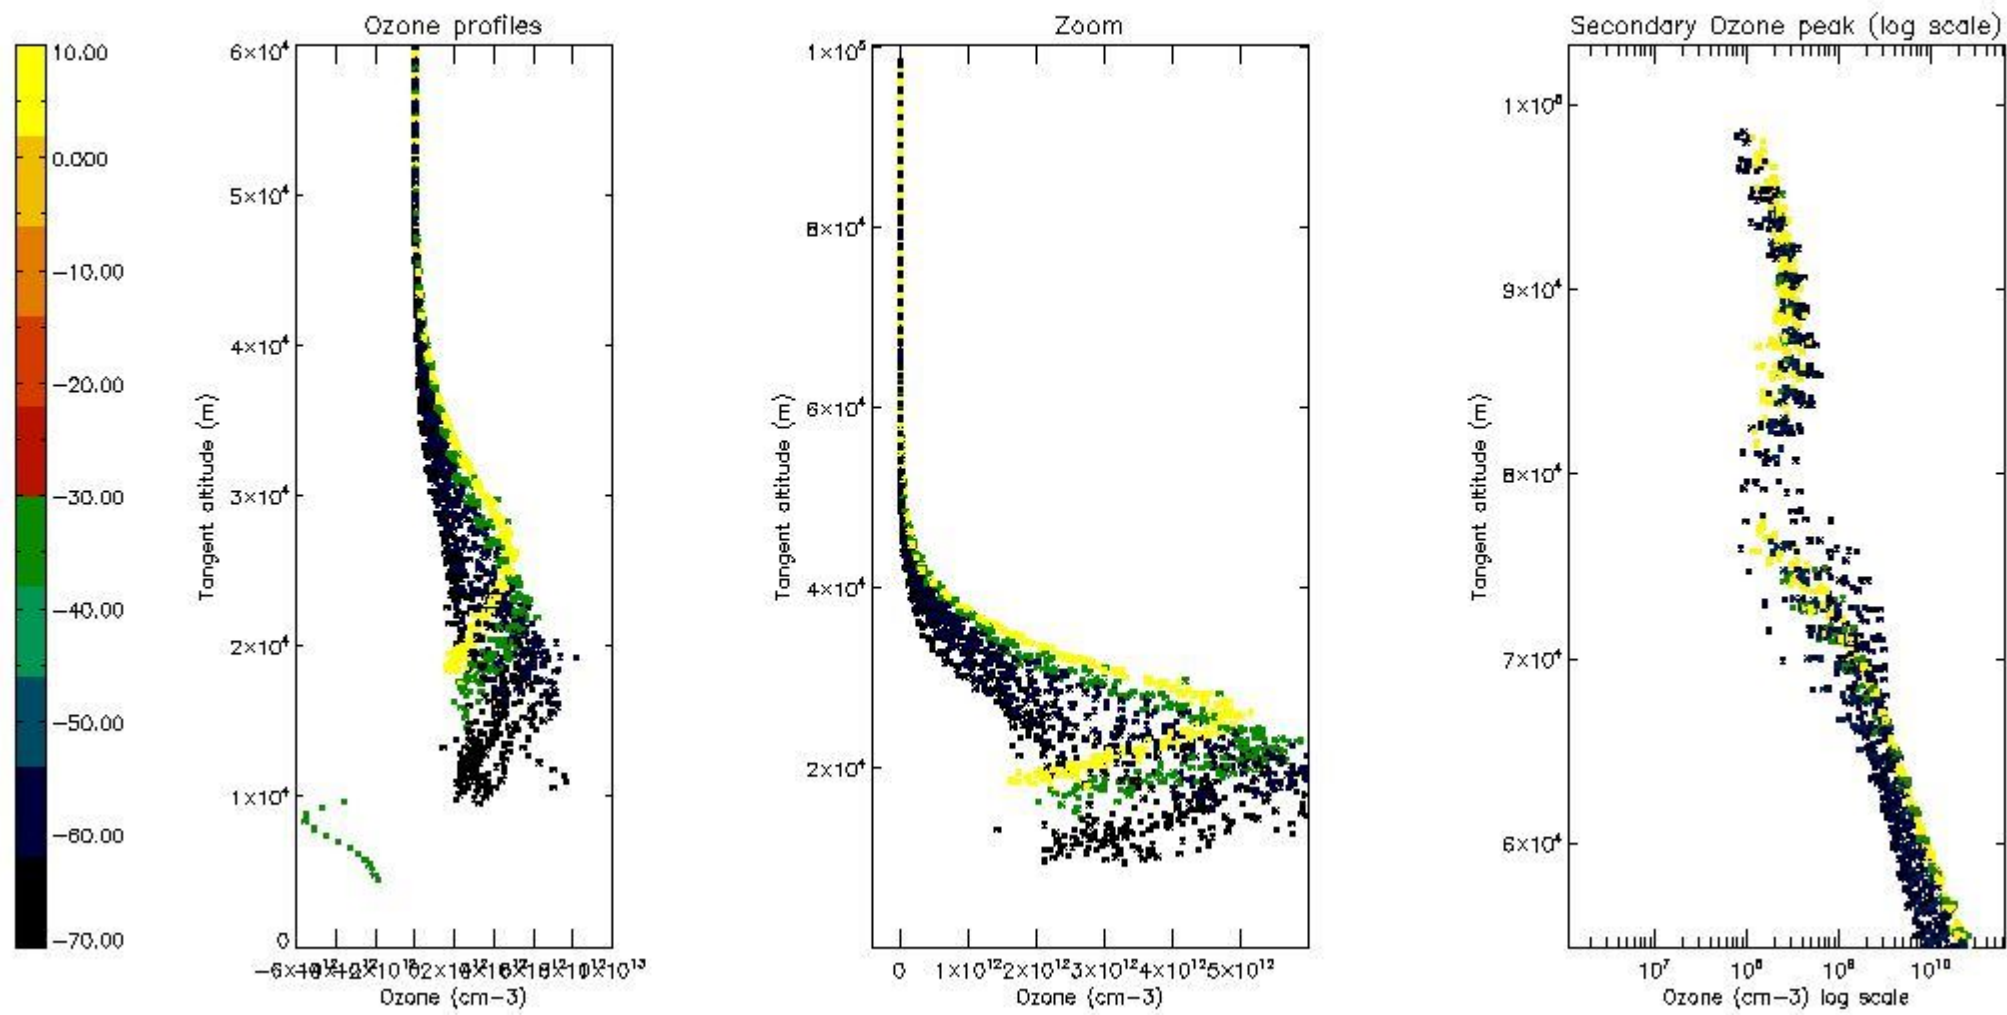 Ozone profiles
Zoom
Secondary Ozone peak (log scale)
10.00
0.000
−10.00
−20.00
−30.00
−40.00
−50.00
−60.00
−70.00
6×10⁴
5×10⁴
4×10⁴
3×10⁴
2×10⁴
1×10⁴
0
Tangent altitude (m)
Ozone (cm−3)
1×10⁵
8×10⁴
6×10⁴
4×10⁴
2×10⁴
Tangent altitude (m)
0 1×10¹² 2×10¹² 3×10¹² 4×10¹² 5×10¹²
Ozone (cm−3)
9×10⁴
8×10⁴
7×10⁴
6×10⁴
Tangent altitude (m)
10⁷ 10⁸ 10⁹ 10¹⁰
Ozone (cm−3) log scale